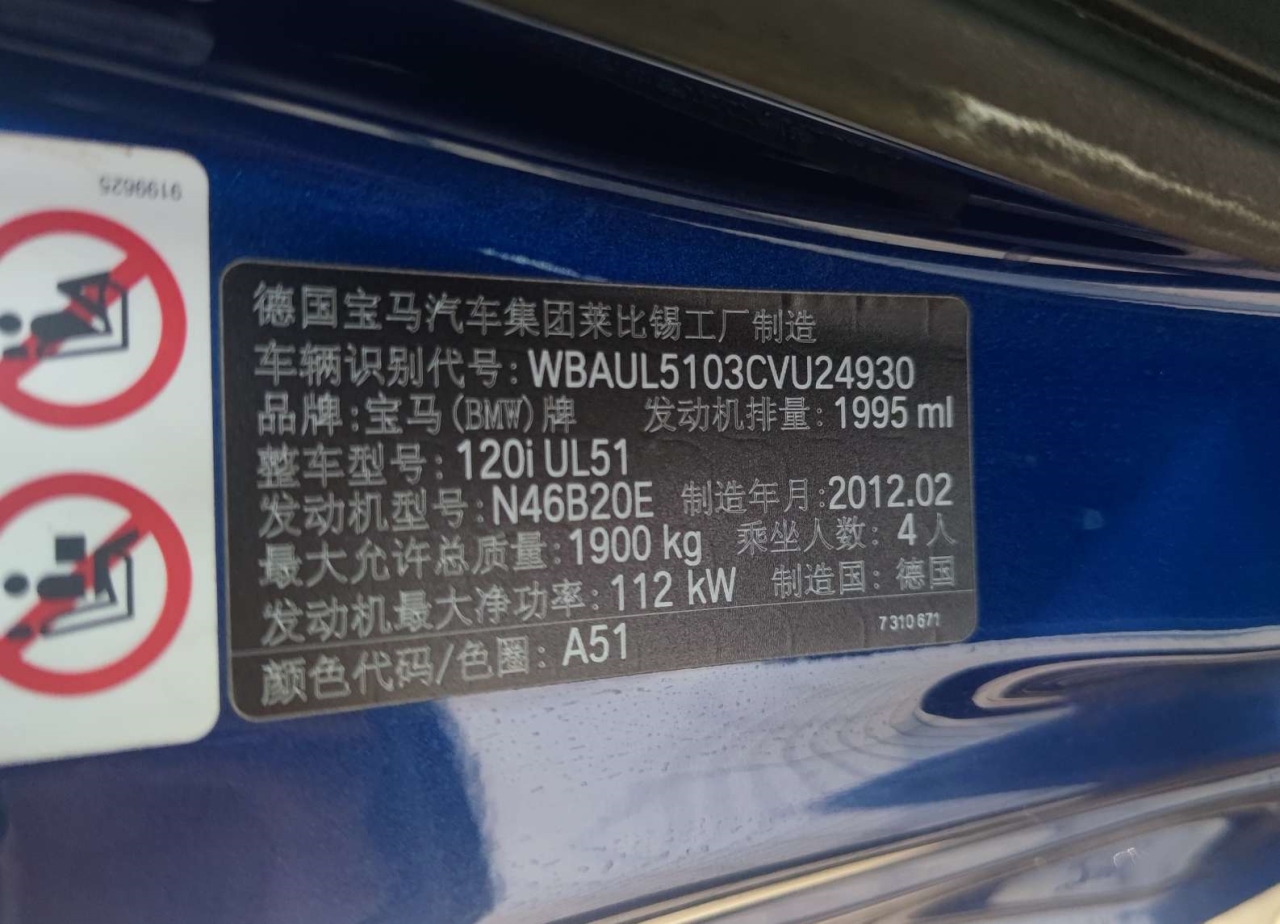 9199625
德国宝马汽车集团莱比锡工厂制造
车辆识别代号: WBAUL5103CVU24930
品牌:宝马(BMW)牌 发动机排量: 1995 ml
整车型号: 120i UL51
发动机型号: N46B20E 制造年月:2012.02
最大允许总质量: 1900 kg 乘坐人数: 4 人
发动机最大净功率: 112 kW 制造国: 德国
7 310 671
颜色代码/色圈: A51